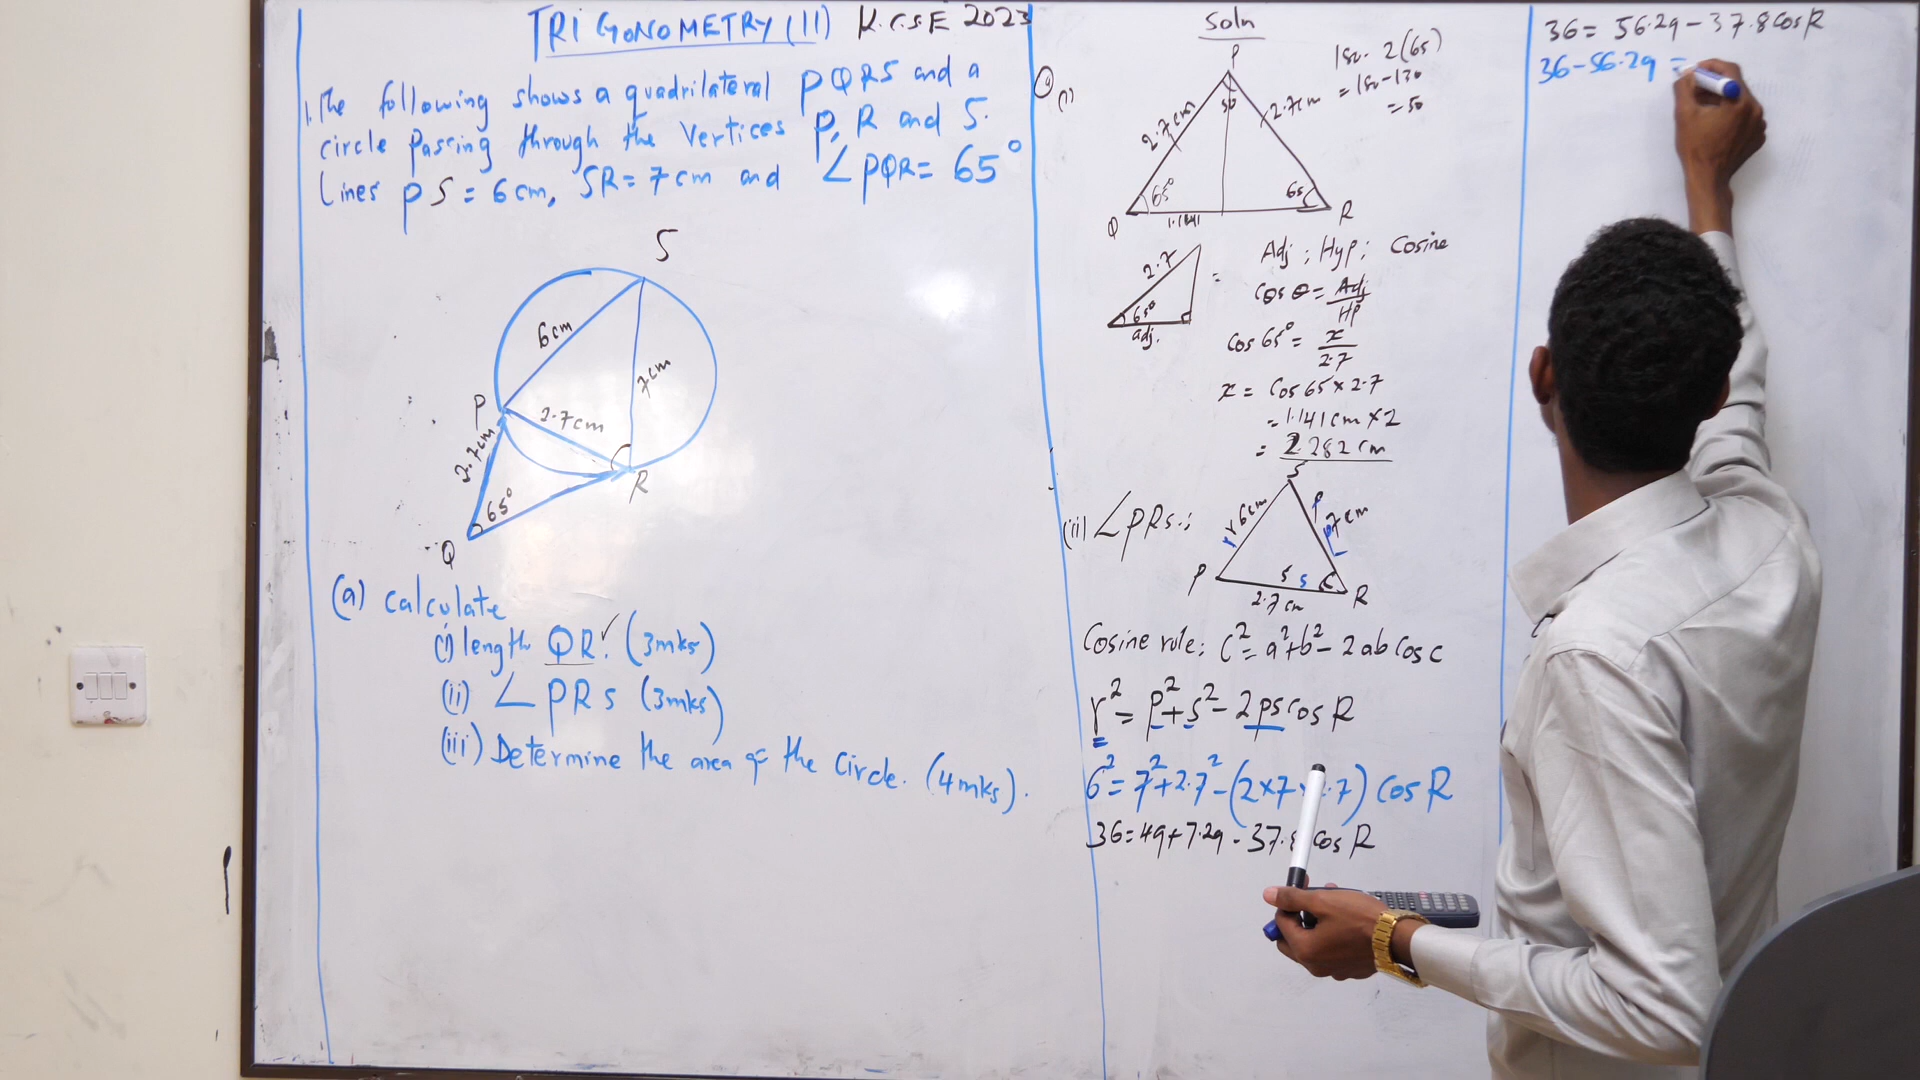 TRIGONOMETRY (II) K.C.S.E 2023
1. The following shows a quadrilateral PQRS and a
circle passing through the vertices P, R and S.
Lines PS = 6cm, SR = 7cm and ∠PQR = 65°
S
6cm
7cm
P
2.7cm
2.7cm
R
65°
Q
(a) Calculate
(i) length QR. ✓ (3mks)
(ii) ∠PRS (3mks)
(iii) Determine the area of the circle. (4mks).
Soln
(i)
P
180 - 2(65)
= 180 - 130
= 50
50
2.7cm
2.7cm
65°
65
Q
1.141
R
2.7
65°
adj.
=
Adj ; Hyp ; Cosine
Cos θ = Adj/HP
Cos 65° = x/2.7
x = Cos 65 × 2.7
= 1.141cm × 2
= 2.282cm
(ii) ∠PRS.;
S
r 6cm
P
7cm
P
S s
R
2.7cm
Cosine rule; c² = a² + b² - 2ab cos c
r² = p² + s² - 2ps cos R
6² = 7² + 2.7² - (2×7×2.7) cos R
36 = 49 + 7.29 - 37.8 cos R
36 = 56.29 - 37.8 cos R
36 - 56.29 =